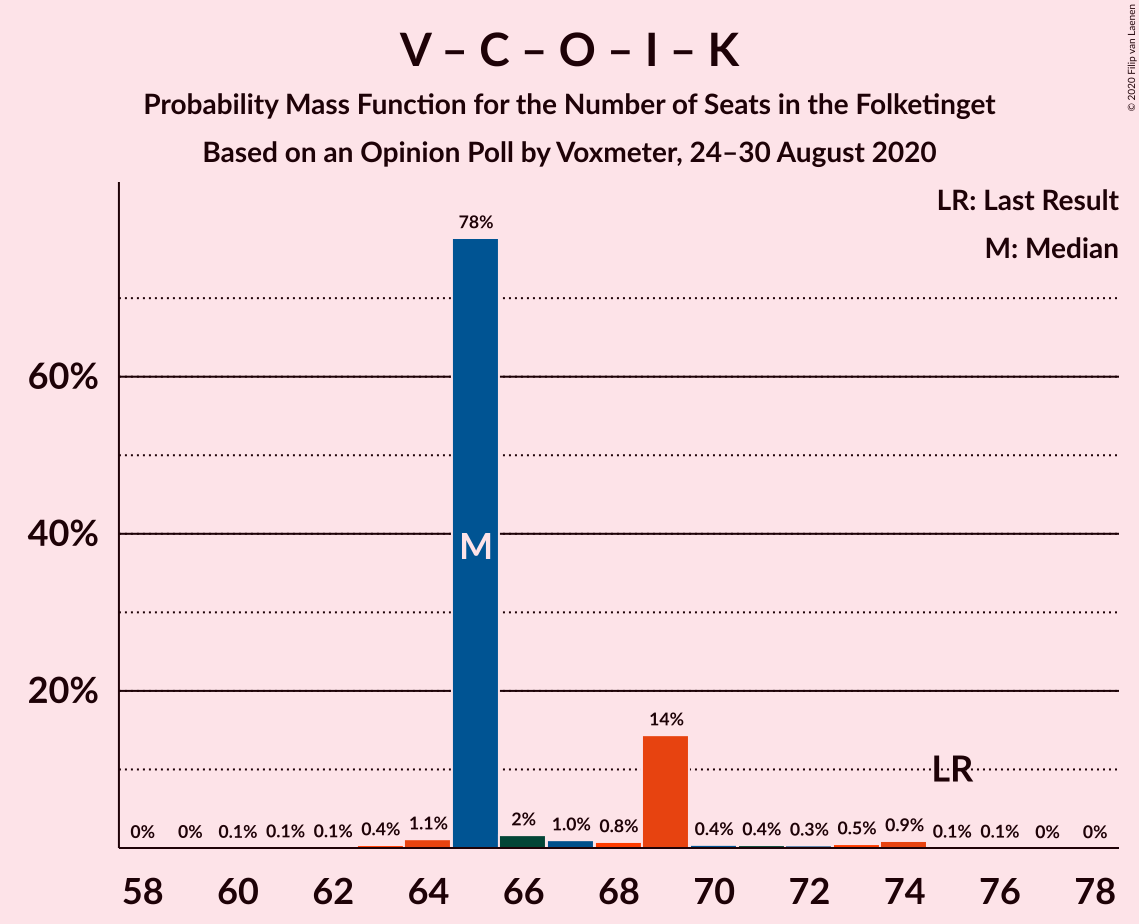 V – C – O – I – K
Probability Mass Function for the Number of Seats in the Folketinget
Based on an Opinion Poll by Voxmeter, 24–30 August 2020
© 2020 Filip van Laenen
LR: Last Result
M: Median
78%
60%
40%
M
20%
14%
LR
0% 0% 0.1% 0.1% 0.1% 0.4% 1.1% 2% 1.0% 0.8% 0.4% 0.4% 0.3% 0.5% 0.9% 0.1% 0.1% 0% 0%
58 60 62 64 66 68 70 72 74 76 78